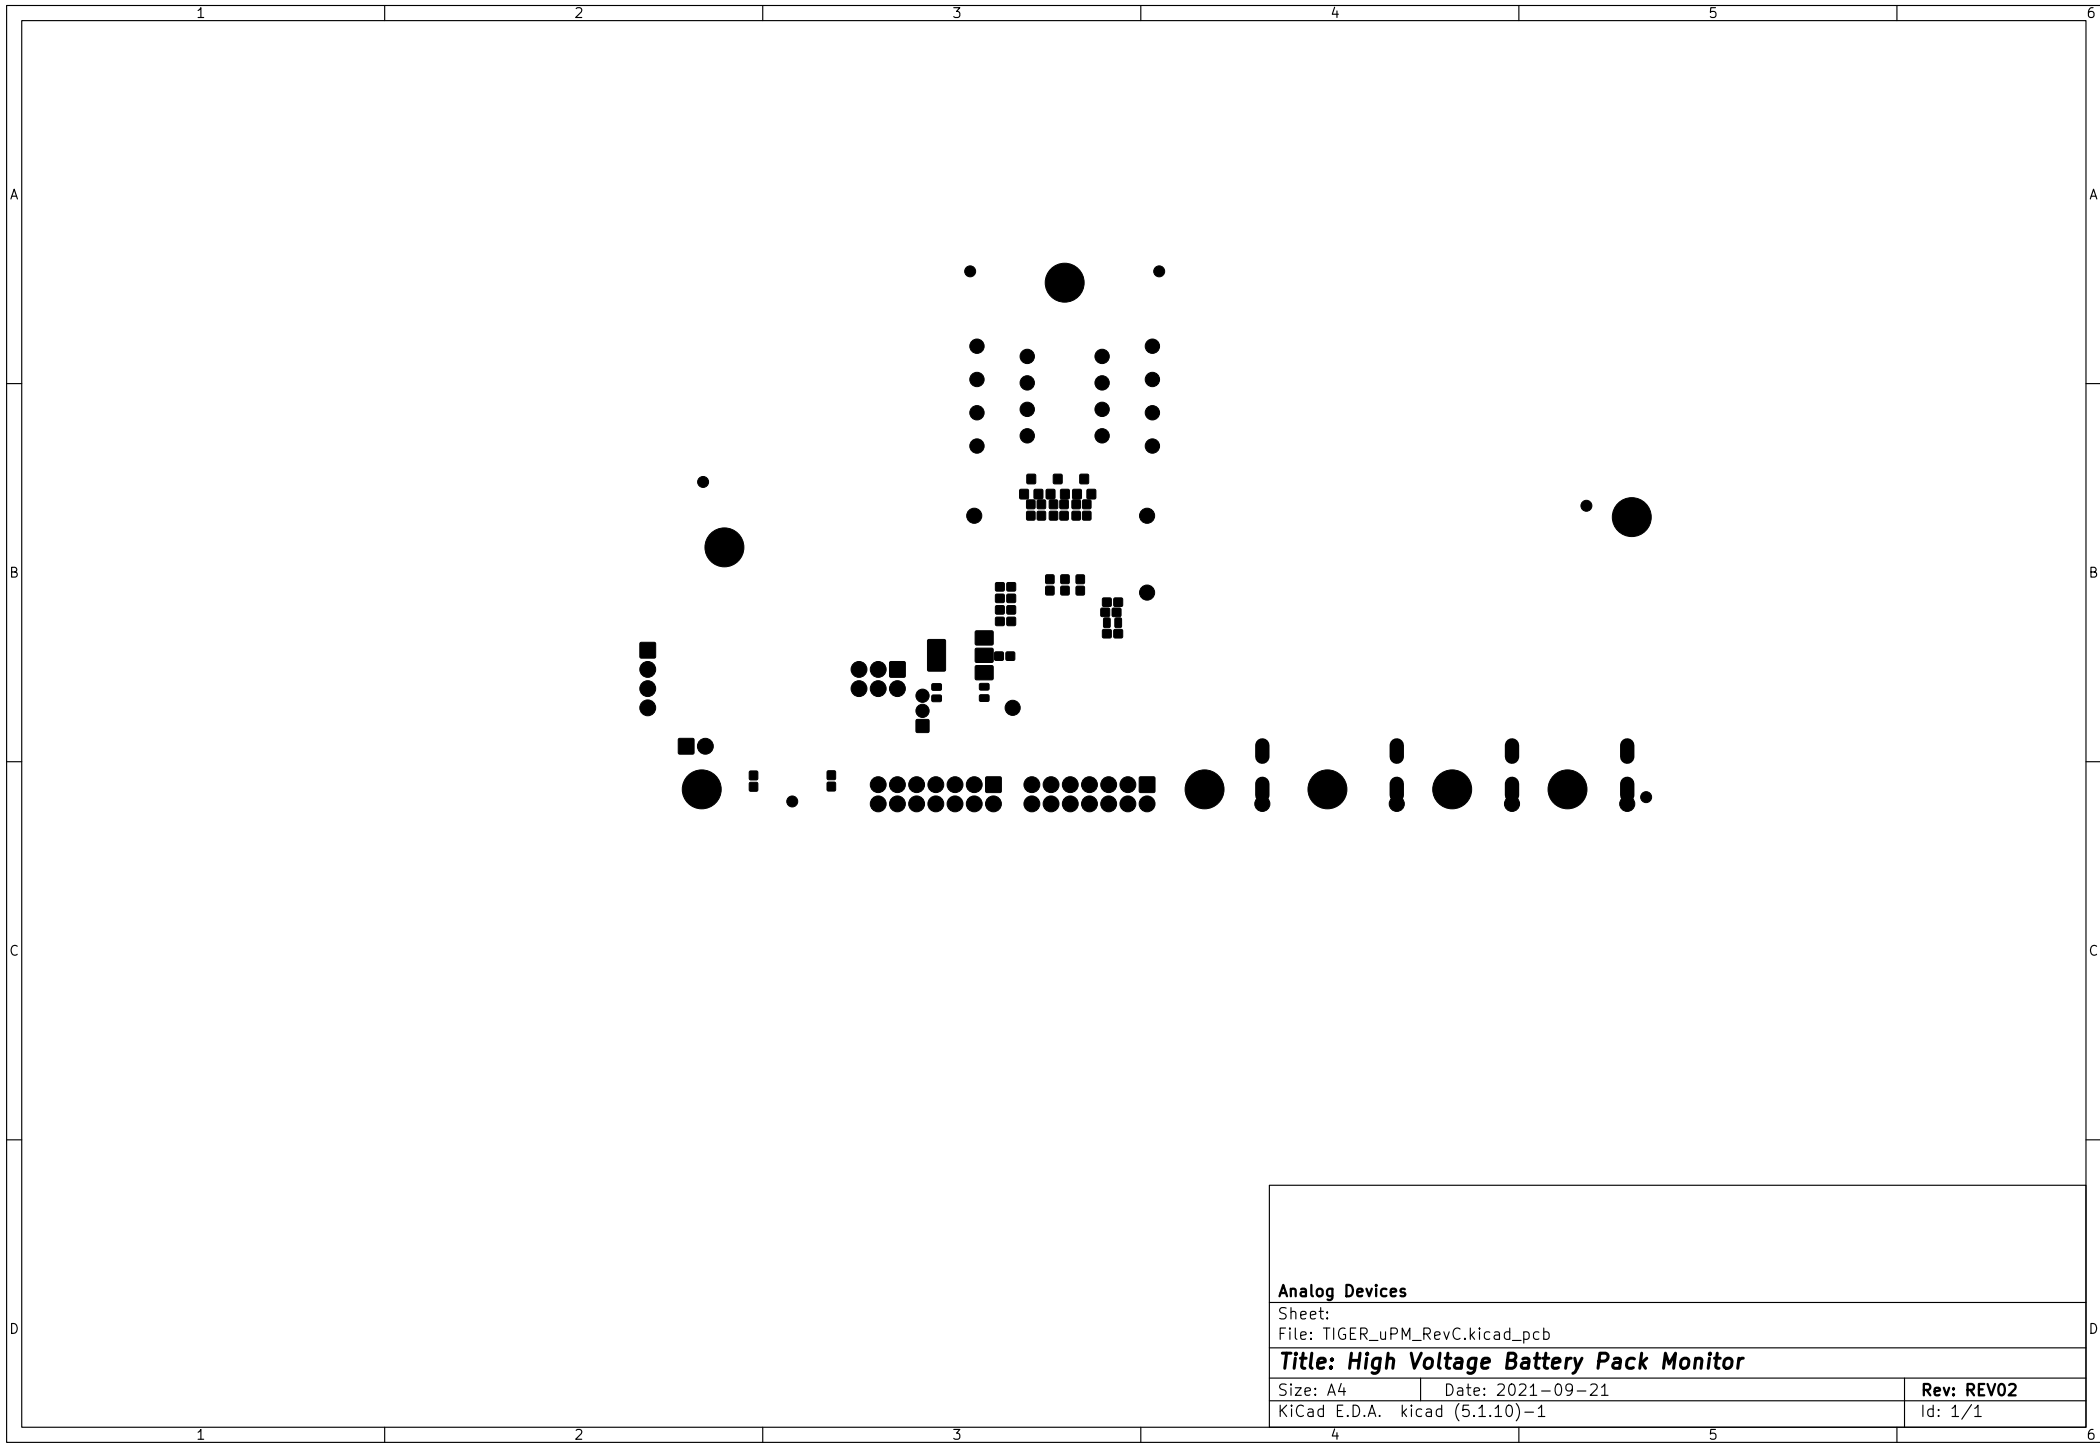 1 2 3 4 5 6
A A
B B
C C
Analog Devices
Sheet:
D D
File: TIGER_uPM_RevC.kicad_pcb
Title: High Voltage Battery Pack Monitor
Size: A4 Date: 2021-09-21 Rev: REV02
KiCad E.D.A. kicad (5.1.10)-1 Id: 1/1
1 2 3 4 5 6